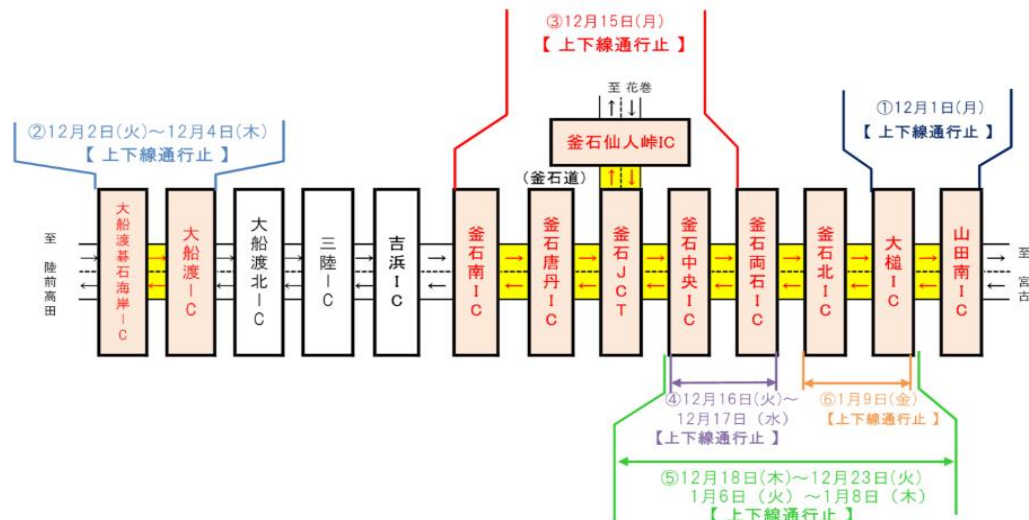 ③12月15日(月)
【 上下線通行止 】
至 花巻
①12月1日(月)
【 上下線通行止 】
②12月2日(火)～12月4日(木)
【 上下線通行止 】
釜石仙人峠IC
(釜石道)
至 陸前高田
大船渡碁石海岸IC
大船渡IC
大船渡北IC
三陸IC
吉浜IC
釜石南IC
釜石唐丹IC
釜石JCT
釜石中央IC
釜石両石IC
釜石北IC
大槌IC
山田南IC
至 宮古
④12月16日(火)～
12月17日（水）
【上下線通行止 】
⑥1月9日(金)
【上下線通行止 】
⑤12月18日(木)～12月23日(火)
1月6日（火）～1月8日（木）
【 上下線通行止 】